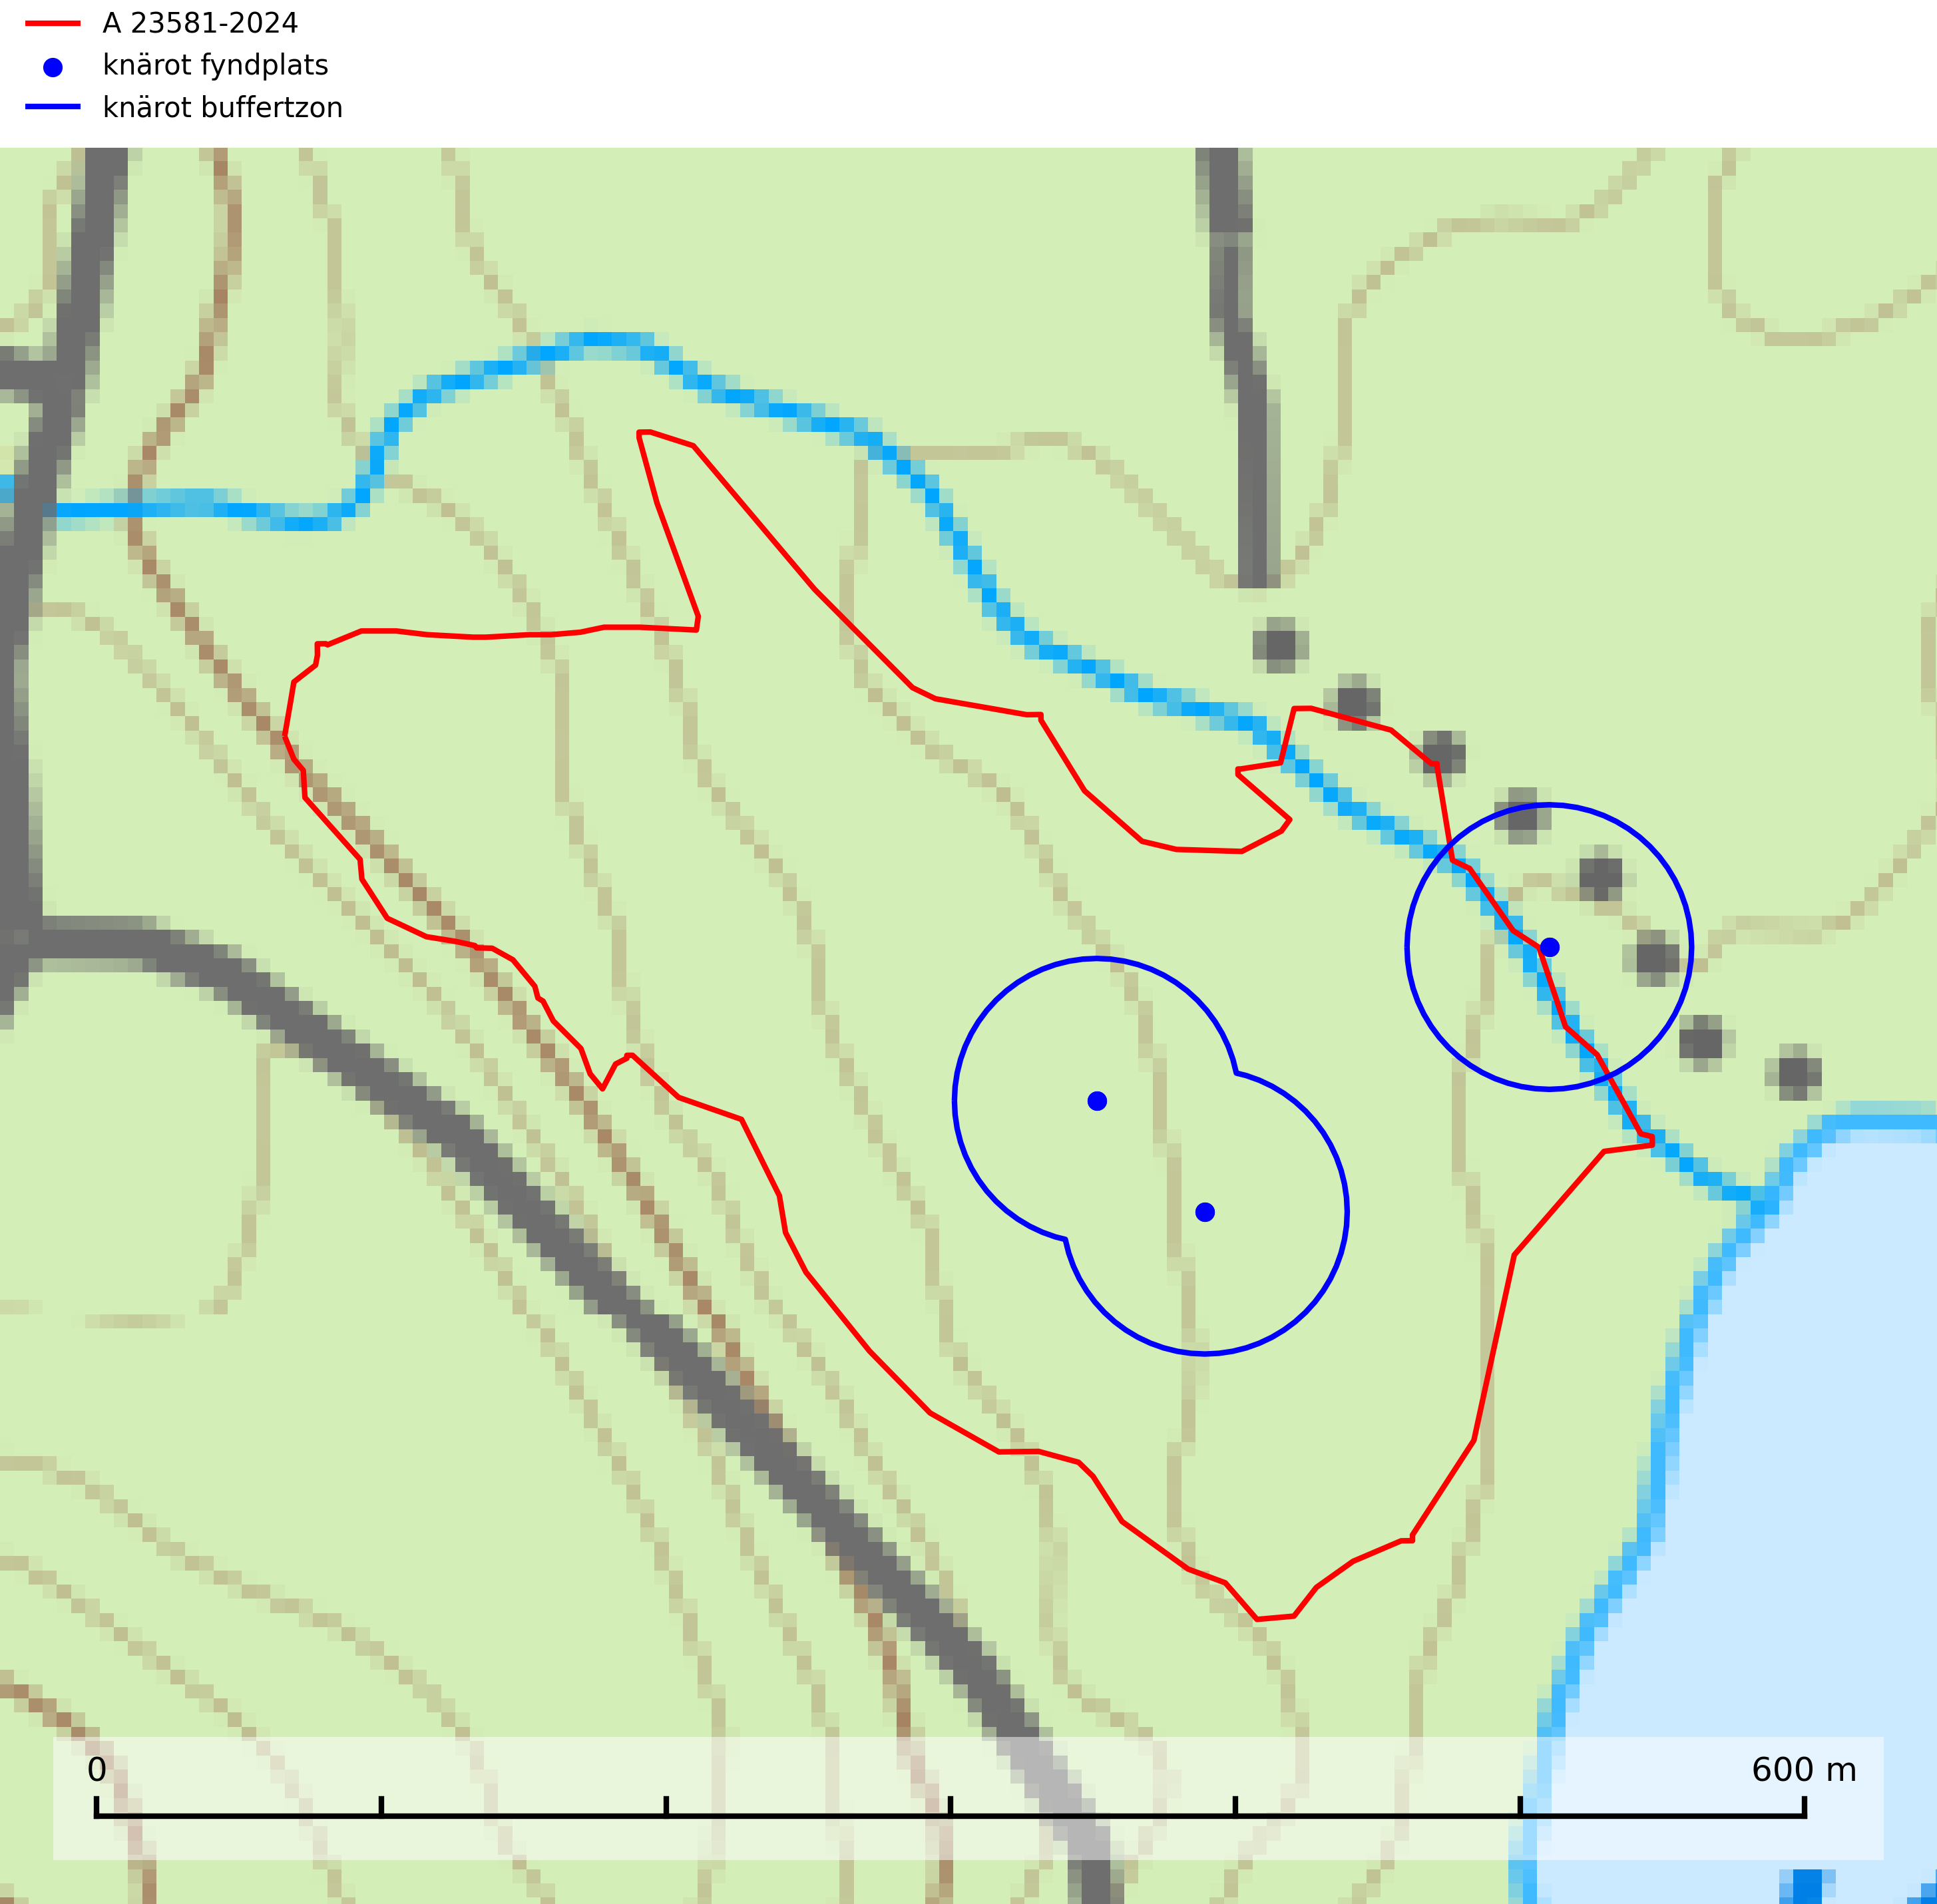 A 23581-2024
knärot fyndplats
knärot buffertzon
0
600 m